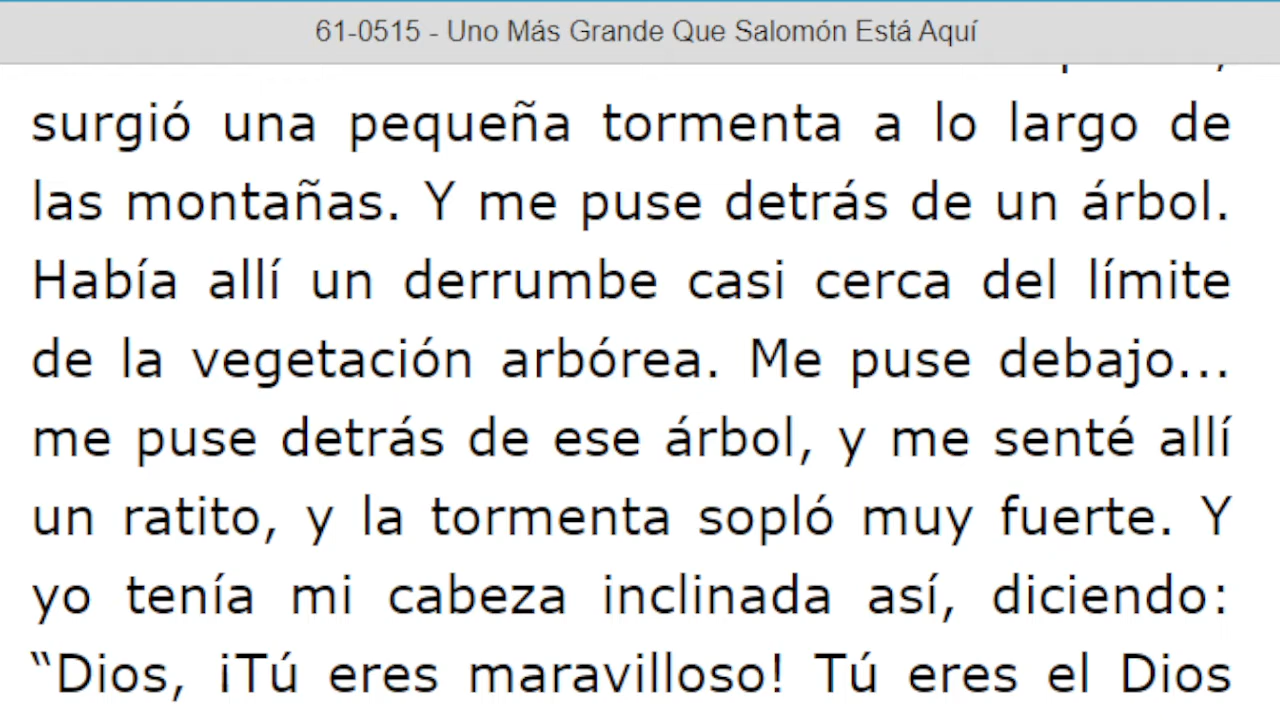 61-0515 - Uno Más Grande Que Salomón Está Aquí
surgió una pequeña tormenta a lo largo de
las montañas. Y me puse detrás de un árbol.
Había allí un derrumbe casi cerca del límite
de la vegetación arbórea. Me puse debajo...
me puse detrás de ese árbol, y me senté allí
un ratito, y la tormenta sopló muy fuerte. Y
yo tenía mi cabeza inclinada así, diciendo:
“Dios, ¡Tú eres maravilloso! Tú eres el Dios